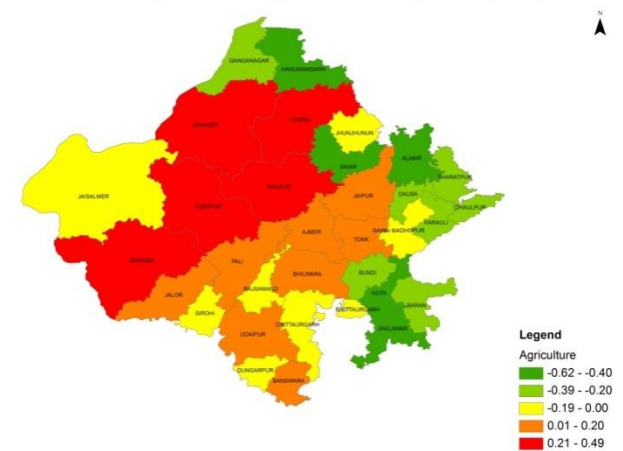 N
GANGANAGAR
HANUMANGARH
BIKANER
CHURU
JHUNJHUNUN
SIKAR
ALWAR
BHARATPUR
JAISALMER
NAGAUR
JAIPUR
DAUSA
DHAULPUR
JODHPUR
KARAULI
AJMER
SAWAI MADHOPUR
TONK
BARMER
PALI
BHILWARA
BUNDI
JALOR
RAJSAMAND
KOTA
BARAN
SIROHI
CHITTAURGARH
CHITTAURGARH
UDAIPUR
JHALAWAR
DUNGARPUR
BANSWARA
Legend
Agriculture
-0.62 - -0.40
-0.39 - -0.20
-0.19 - 0.00
0.01 - 0.20
0.21 - 0.49